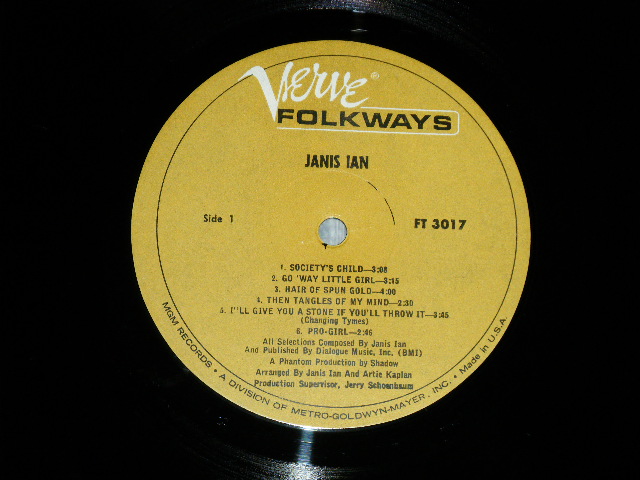 Verve®
FOLKWAYS
JANIS IAN
Side 1
FT 3017
1. SOCIETY'S CHILD—3:08
2. GO 'WAY LITTLE GIRL—3:15
3. HAIR OF SPUN GOLD—4:00
4. THEN TANGLES OF MY MIND—2:30
5. I''LL GIVE YOU A STONE IF YOU'LL THROW IT—3:45
(Changing Tymes)
6. PRO-GIRL—2:46
All Selections Composed By Janis Ian
And Published By Dialogue Music, Inc. (BMI)
A Phantom Production by Shadow
Arranged By Janis Ian And Artie Kaplan
Production Supervisor, Jerry Schoenbaum
MGM RECORDS • A DIVISION OF METRO-GOLDWYN-MAYER, INC. • Made in U.S.A.